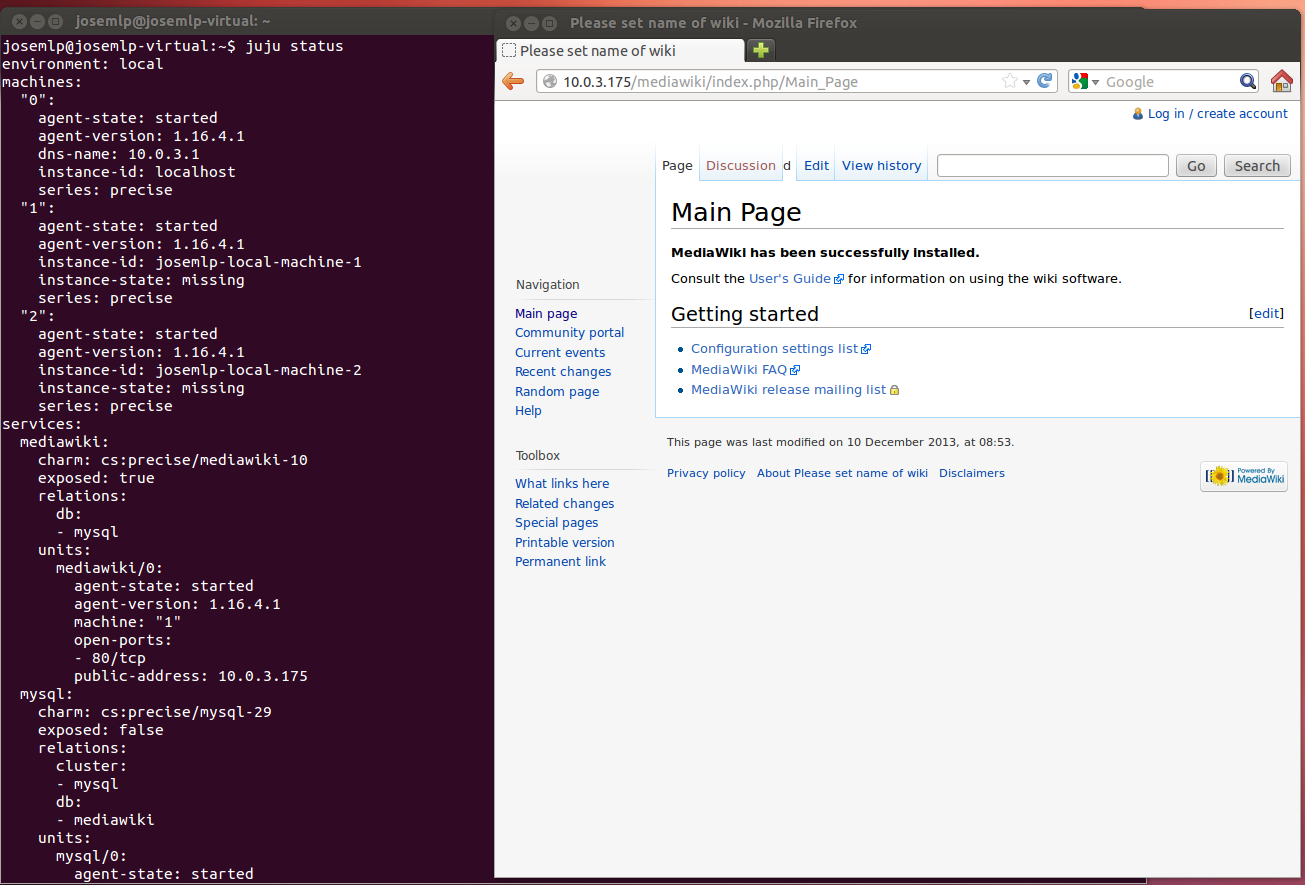 josemlp@josemlp-virtual: ~
josemlp@josemlp-virtual:~$ juju status
environment: local
machines:
  "0":
    agent-state: started
    agent-version: 1.16.4.1
    dns-name: 10.0.3.1
    instance-id: localhost
    series: precise
  "1":
    agent-state: started
    agent-version: 1.16.4.1
    instance-id: josemlp-local-machine-1
    instance-state: missing
    series: precise
  "2":
    agent-state: started
    agent-version: 1.16.4.1
    instance-id: josemlp-local-machine-2
    instance-state: missing
    series: precise
services:
  mediawiki:
    charm: cs:precise/mediawiki-10
    exposed: true
    relations:
      db:
      - mysql
    units:
      mediawiki/0:
        agent-state: started
        agent-version: 1.16.4.1
        machine: "1"
        open-ports:
        - 80/tcp
        public-address: 10.0.3.175
  mysql:
    charm: cs:precise/mysql-29
    exposed: false
    relations:
      cluster:
      - mysql
      db:
      - mediawiki
    units:
      mysql/0:
        agent-state: started
Please set name of wiki - Mozilla Firefox
Please set name of wiki
10.0.3.175/mediawiki/index.php/Main_Page
Google
Log in / create account
Page Discussion d Edit View history Go Search
Main Page
MediaWiki has been successfully installed.
Consult the User's Guide for information on using the wiki software.
Getting started [edit]
Configuration settings list
MediaWiki FAQ
MediaWiki release mailing list
This page was last modified on 10 December 2013, at 08:53.
Privacy policy About Please set name of wiki Disclaimers
Powered By
MediaWiki
Navigation
Main page
Community portal
Current events
Recent changes
Random page
Help
Toolbox
What links here
Related changes
Special pages
Printable version
Permanent link